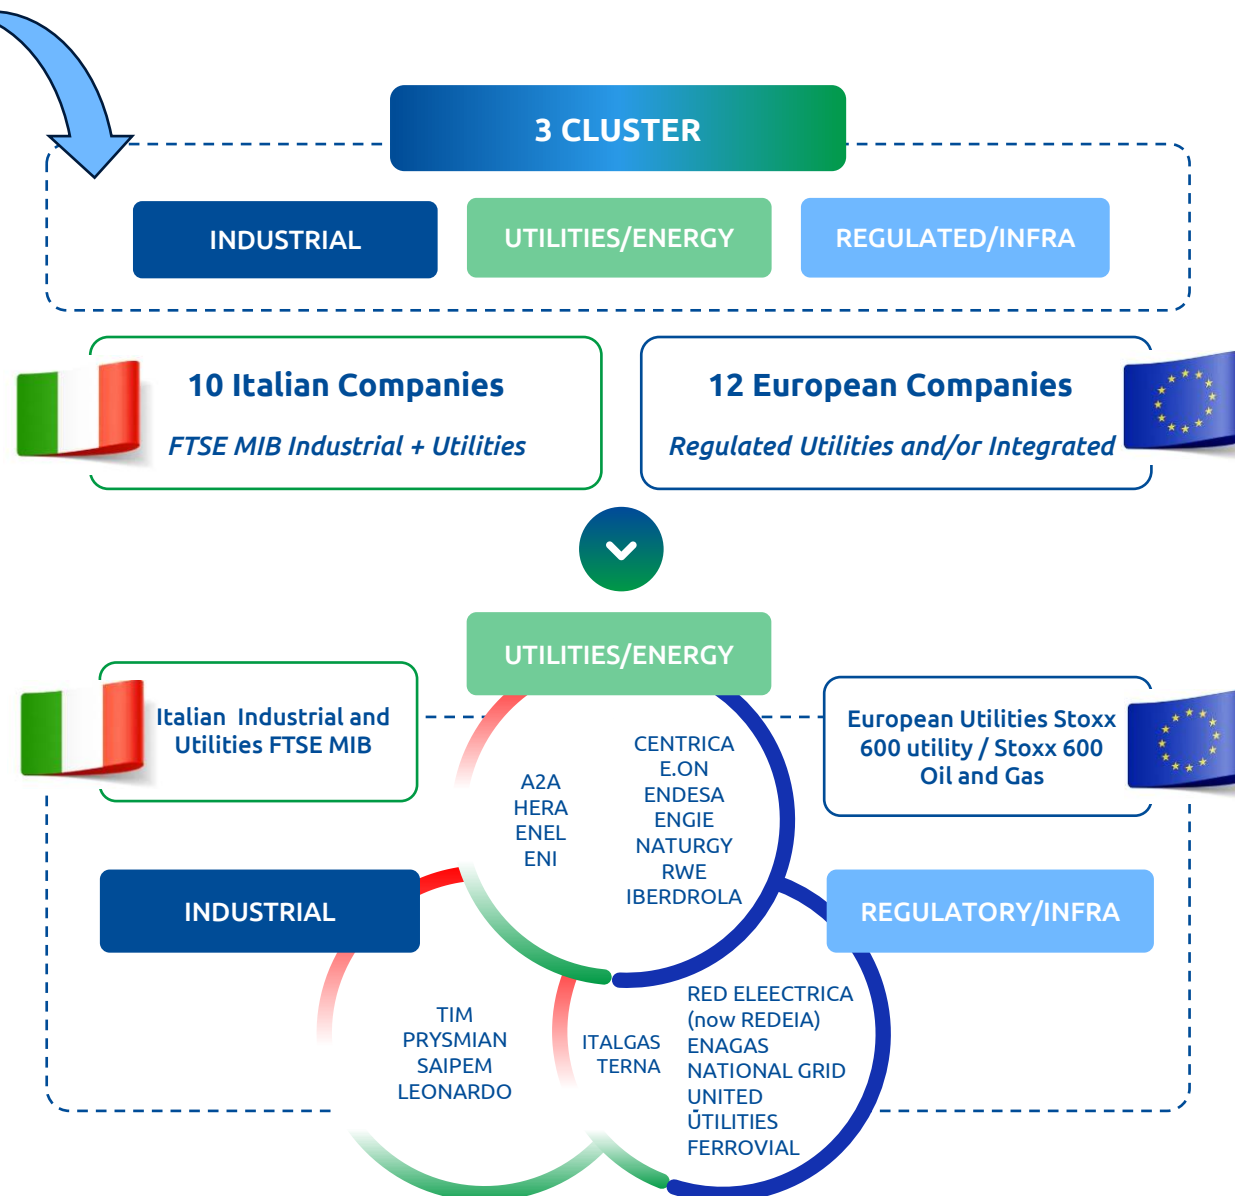 3 CLUSTER
INDUSTRIAL
UTILITIES/ENERGY
REGULATED/INFRA
10 Italian Companies
FTSE MIB Industrial + Utilities
12 European Companies
Regulated Utilities and/or Integrated
UTILITIES/ENERGY
Italian Industrial and
Utilities FTSE MIB
European Utilities Stoxx
600 utility / Stoxx 600
Oil and Gas
A2A
HERA
ENEL
ENI
CENTRICA
E.ON
ENDESA
ENGIE
NATURGY
RWE
IBERDROLA
INDUSTRIAL
REGULATORY/INFRA
TIM
PRYSMIAN
SAIPEM
LEONARDO
ITALGAS
TERNA
RED ELEECTRICA
(now REDEIA)
ENAGAS
NATIONAL GRID
UNITED
UTILITIES
FERROVIAL